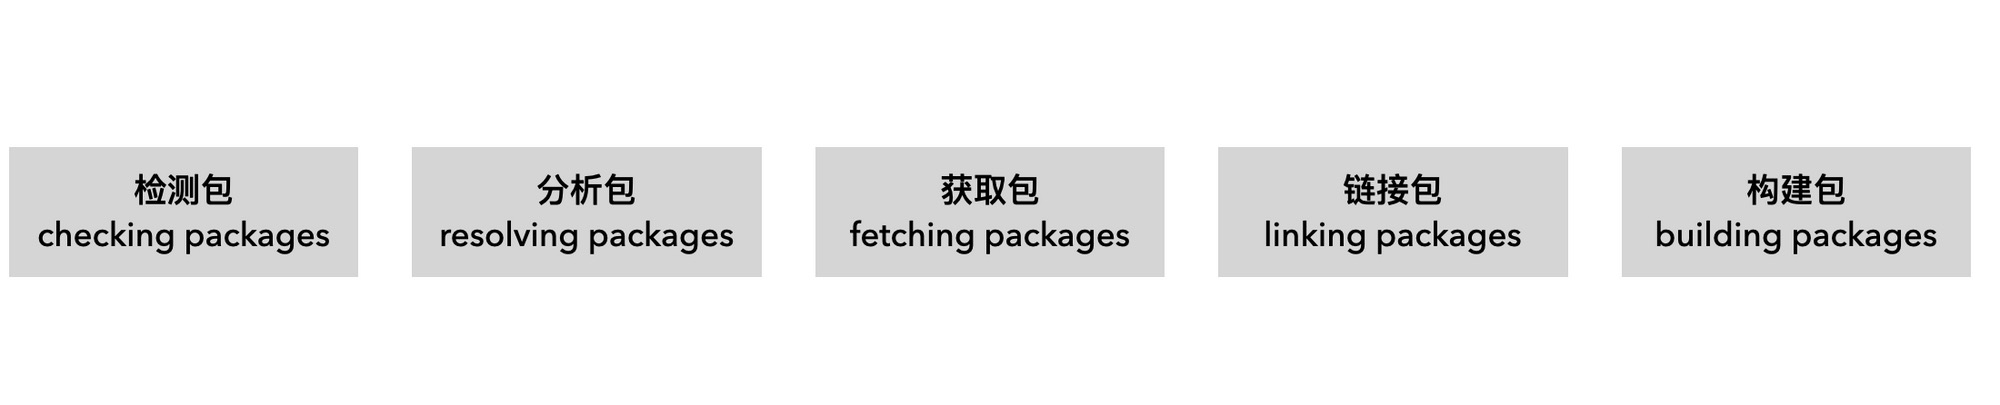 检测包
checking packages
分析包
resolving packages
获取包
fetching packages
链接包
linking packages
构建包
building packages